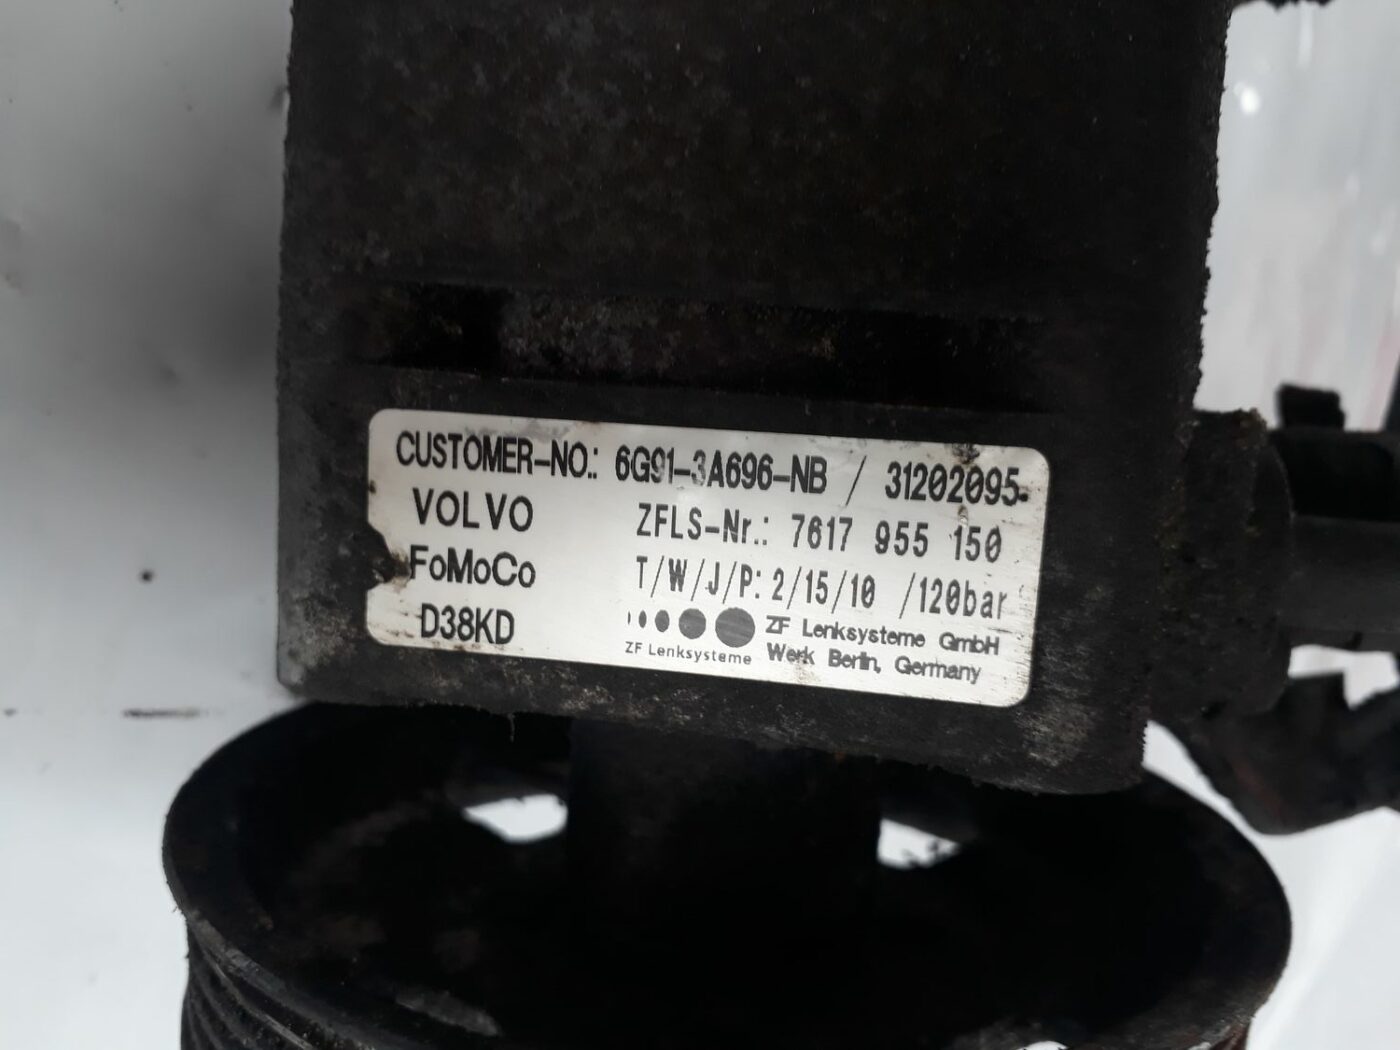 CUSTOMER-NO.: 6G91-3A696-NB / 31202095
VOLVO
ZFLS-Nr.: 7617 955 150
FoMoCo
T/W/J/P: 2/15/10 /120bar
D38KD
ZF Lenksysteme
ZF Lenksysteme GmbH
Werk Berlin, Germany